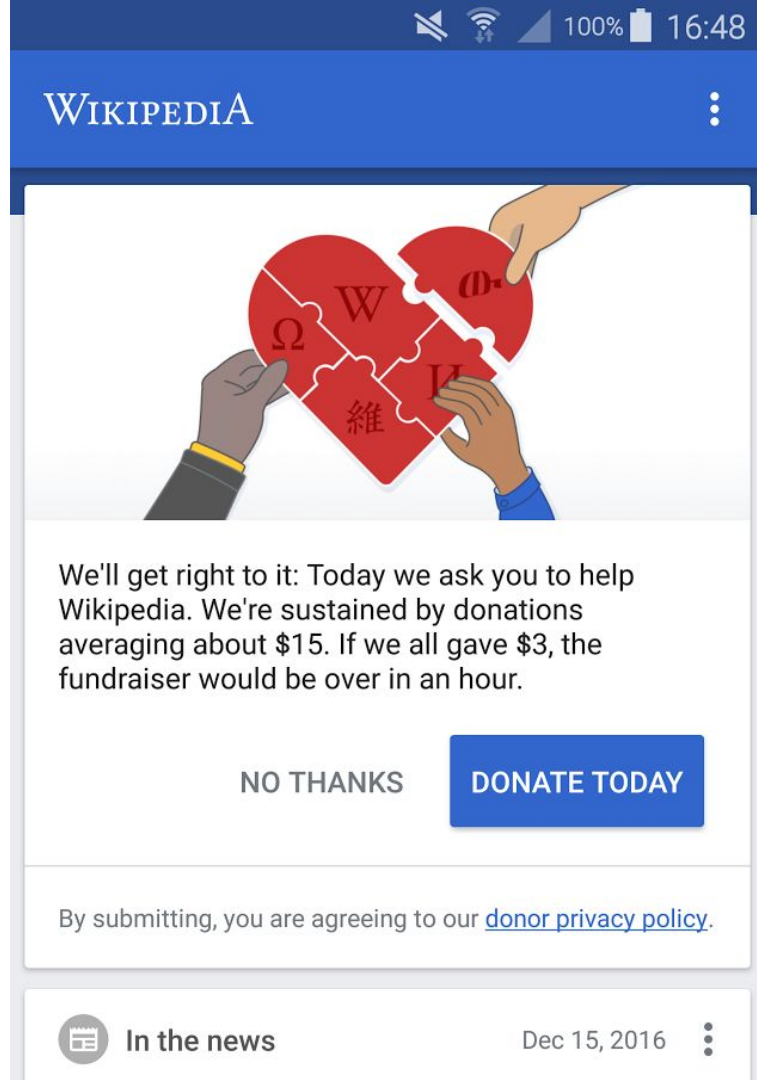 100% 16:48
WIKIPEDIA
W
Ω
И
維
We'll get right to it: Today we ask you to help
Wikipedia. We're sustained by donations
averaging about $15. If we all gave $3, the
fundraiser would be over in an hour.
NO THANKS DONATE TODAY
By submitting, you are agreeing to our donor privacy policy.
In the news Dec 15, 2016